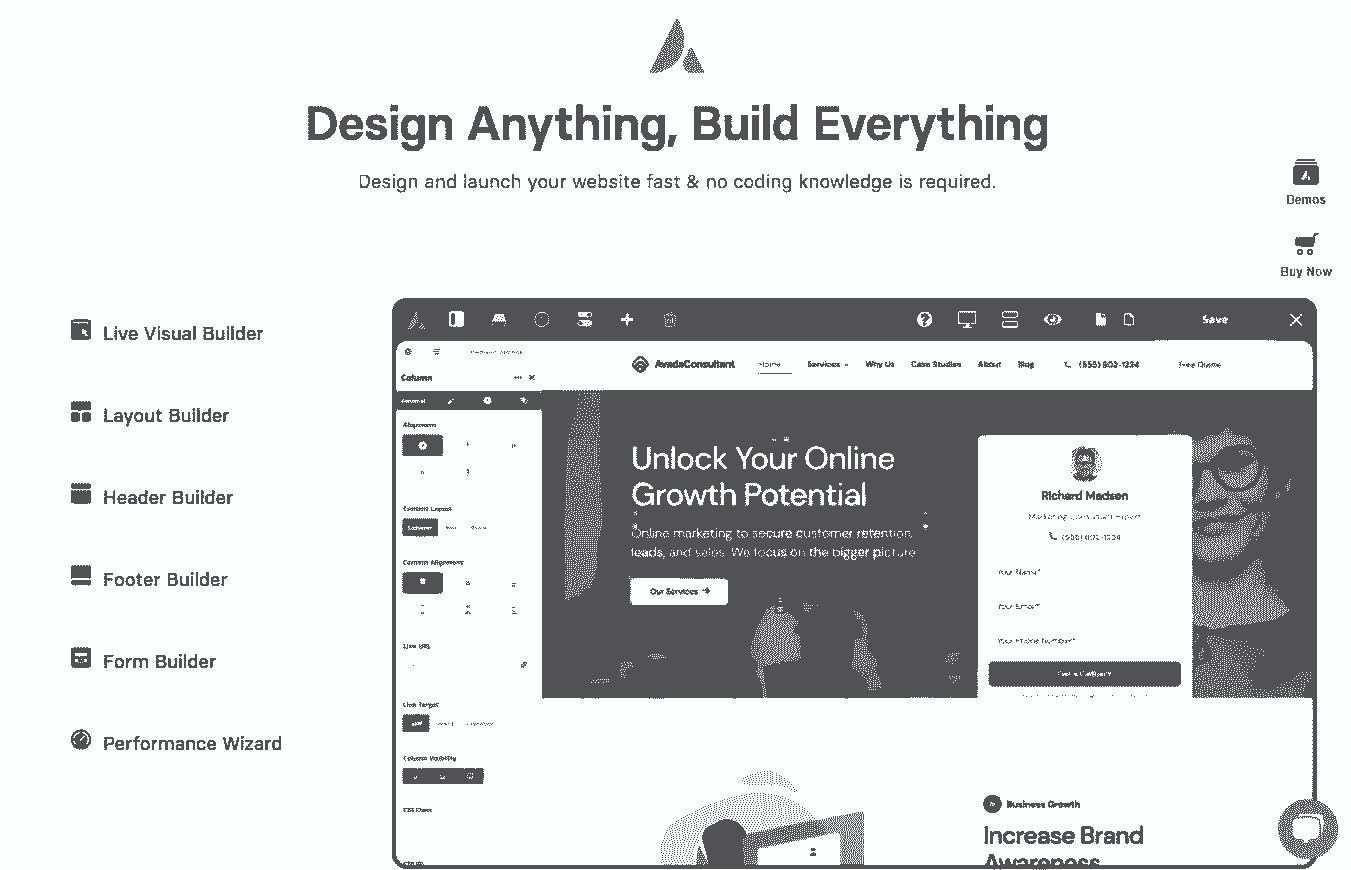 Design Anything, Build Everything
Design and launch your website fast & no coding knowledge is required.
Demos
Buy Now
Live Visual Builder
Layout Builder
Header Builder
Footer Builder
Form Builder
Performance Wizard
Save
Column
General
Alignment
Content Layout
Content Alignment
Link URL
Link Target
Column Visibility
CSS Class
AvadaConsultant
Home
Services
Why Us
Case Studies
About
Blog
(555) 802-1234
Free Quote
Unlock Your Online
Growth Potential
Online marketing to secure customer retention,
leads, and sales. We focus on the bigger picture
Our Services
Richard Madsen
(555) 802-1234
Your Name*
Your Email*
Your Phone Number*
Business Growth
Increase Brand
Awareness